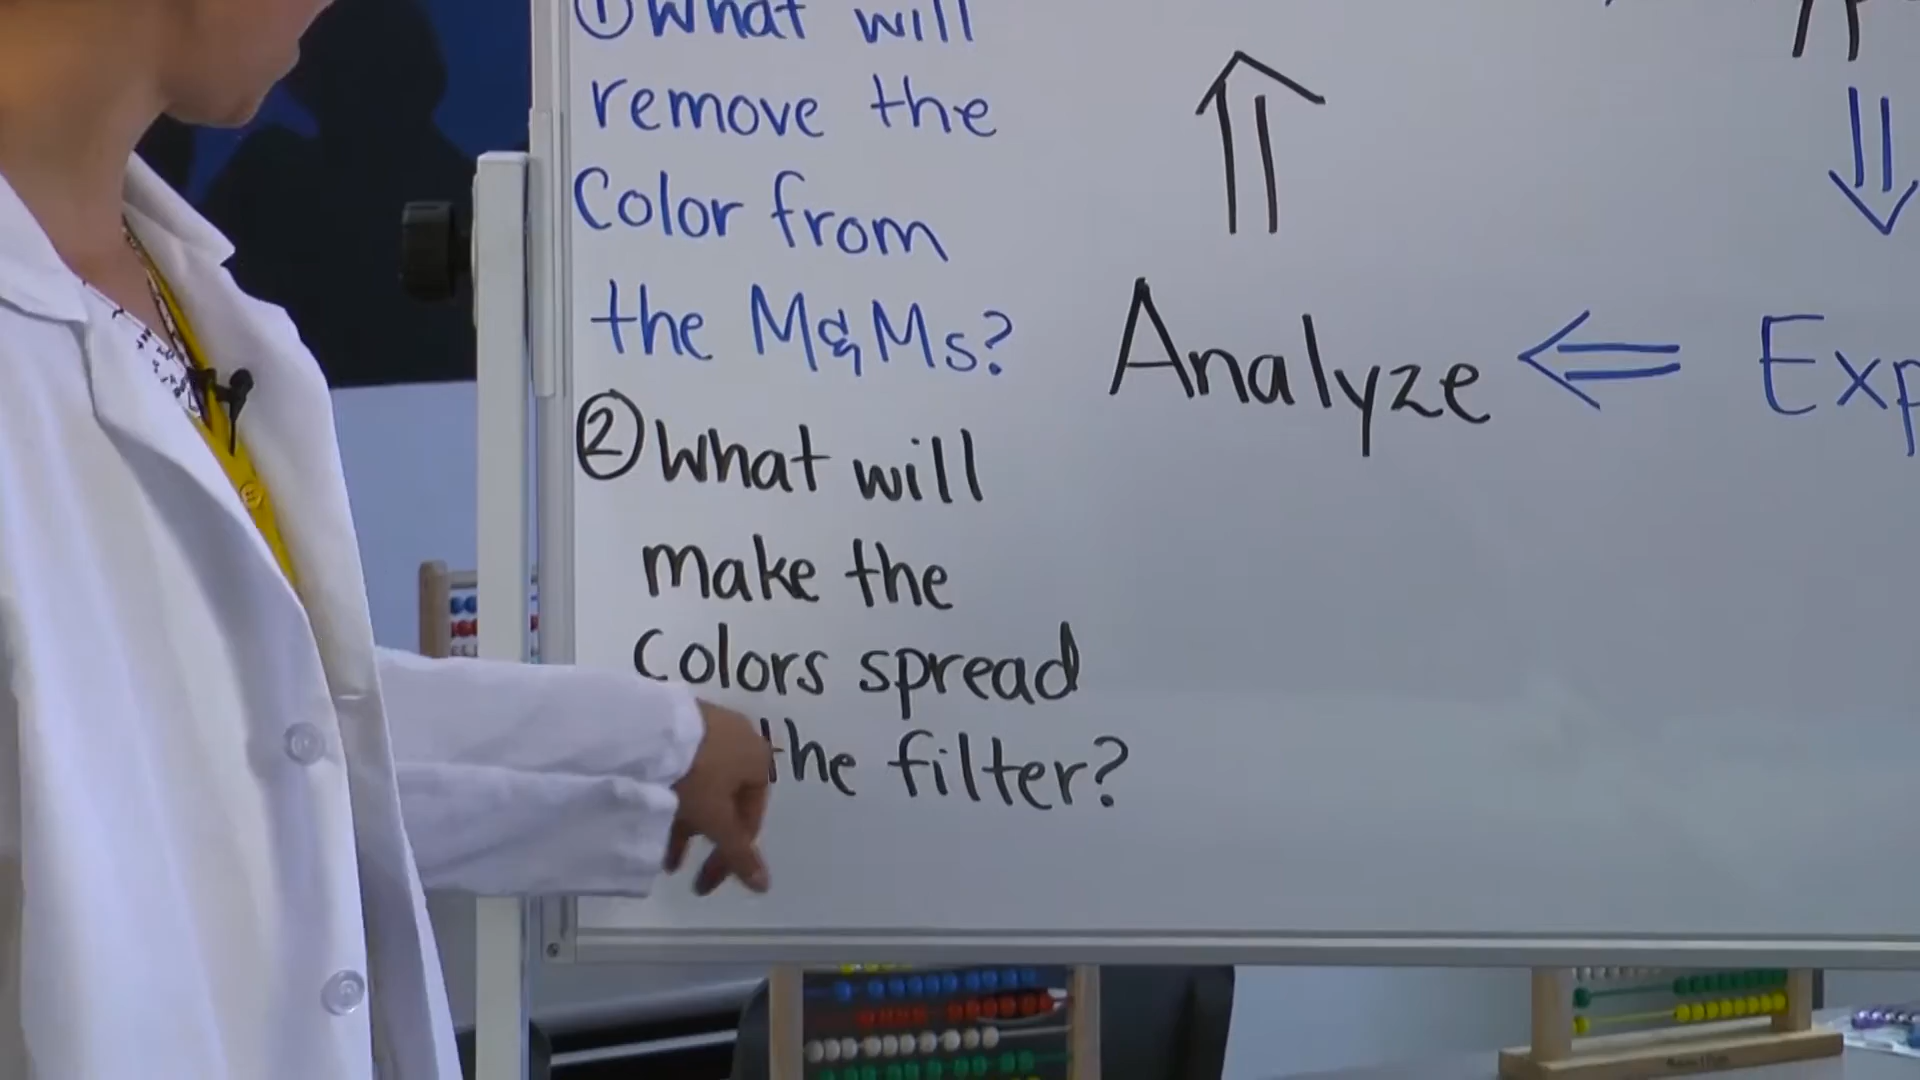 ① What will
remove the
Color from
the M&Ms?
② What will
make the
Colors spread
the filter?
Analyze
Exp